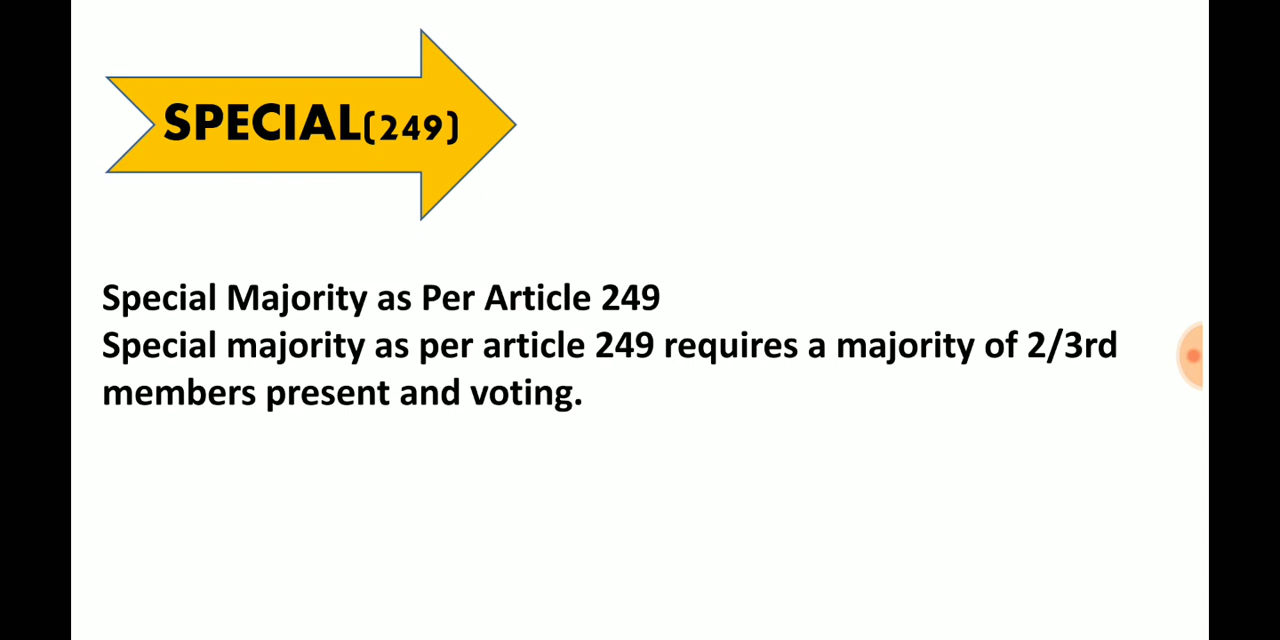 SPECIAL(249)
Special Majority as Per Article 249
Special majority as per article 249 requires a majority of 2/3rd
members present and voting.